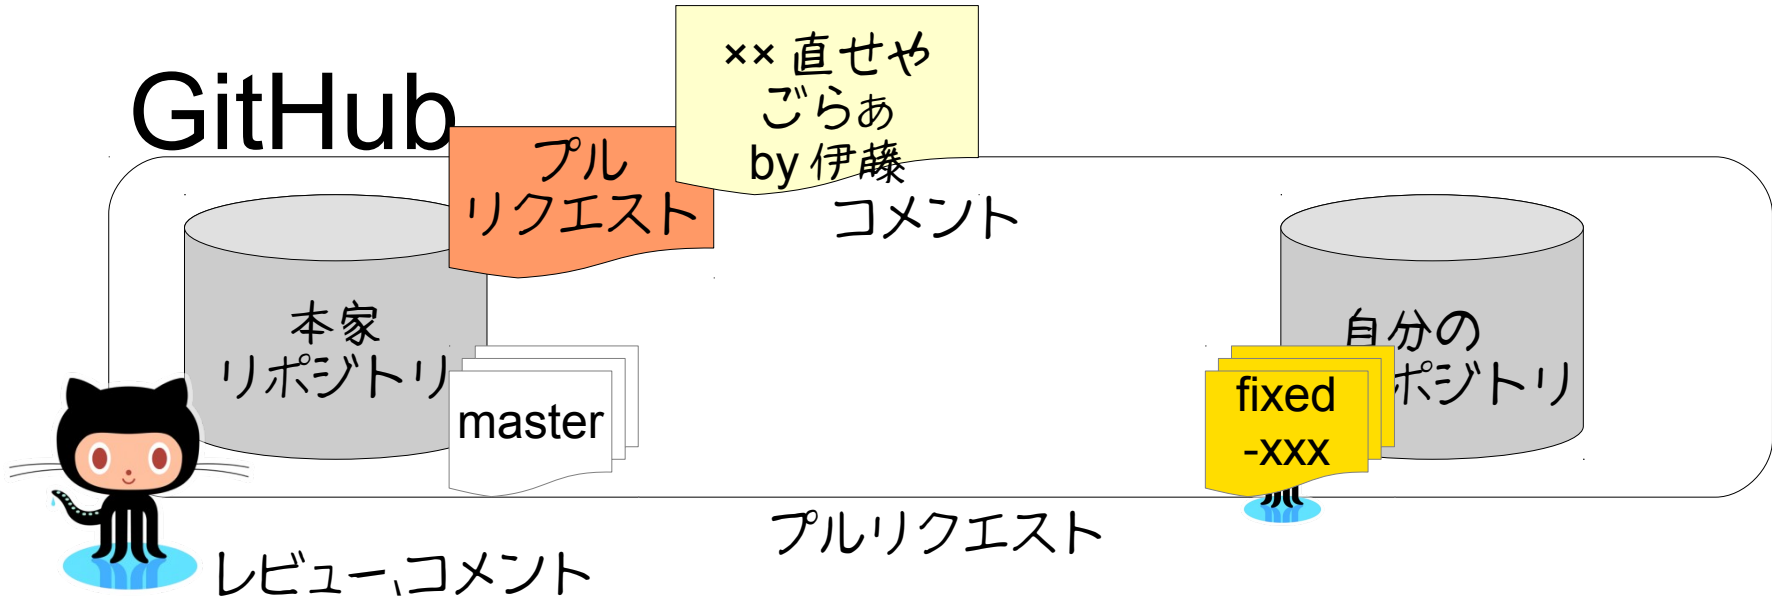 GitHub
×× 直せや
ごらぁ
by 伊藤
プル
リクエスト
コメント
本家
リポジトリ
master
自分の
ポジトリ
fixed
-xxx
プルリクエスト
レビュー、コメント